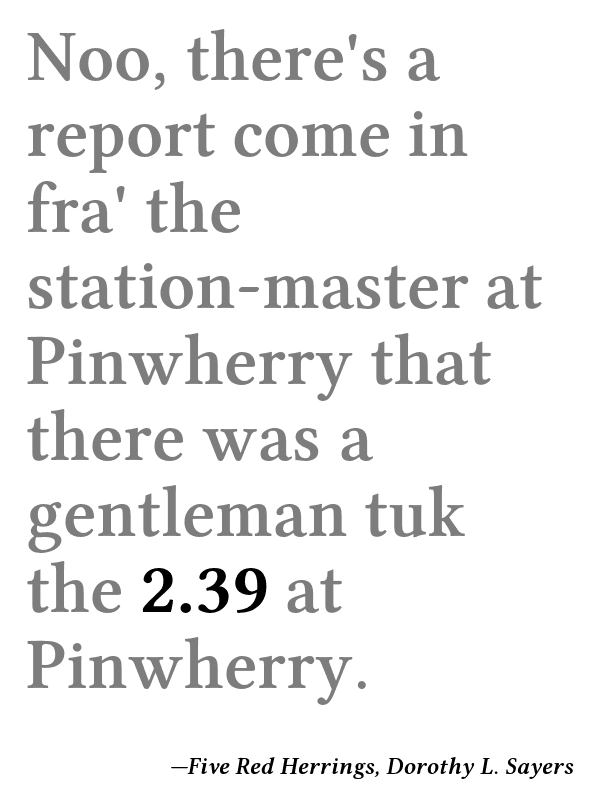 Noo, there's a
report come in
fra' the
station-master at
Pinwherry that
there was a
gentleman tuk
the 2.39 at
Pinwherry.
—Five Red Herrings, Dorothy L. Sayers